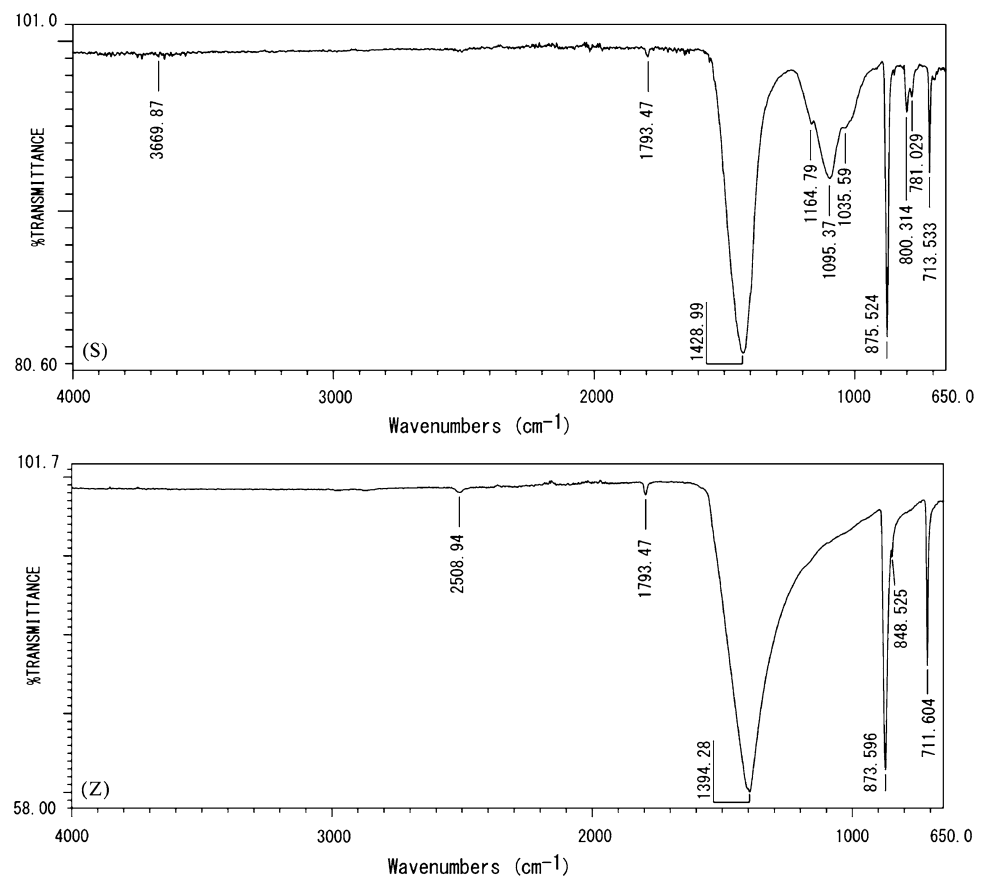 101.0
%TRANSMITTANCE
3669.87
1793.47
1428.99
1164.79
1095.37
1035.59
875.524
800.314
781.029
713.533
(S)
80.60
4000 3000 2000 1000 650.0
Wavenumbers (cm-1)
101.7
%TRANSMITTANCE
2508.94
1793.47
1394.28
873.596
848.525
711.604
(Z)
58.00
4000 3000 2000 1000 650.0
Wavenumbers (cm-1)